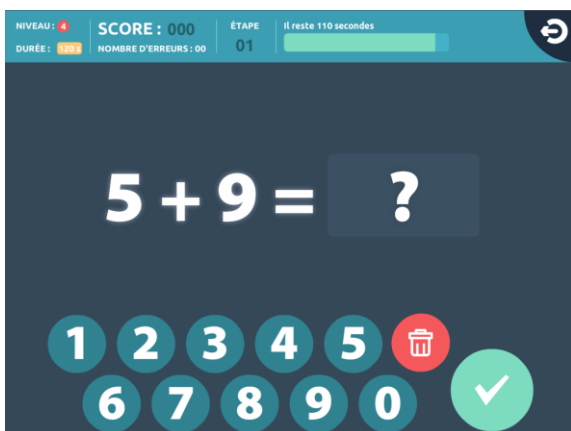 NIVEAU : 4
DURÉE : 120 s
SCORE : 000
NOMBRE D'ERREURS : 00
ÉTAPE
01
Il reste 110 secondes
5 + 9 = ?
1 2 3 4 5
6 7 8 9 0